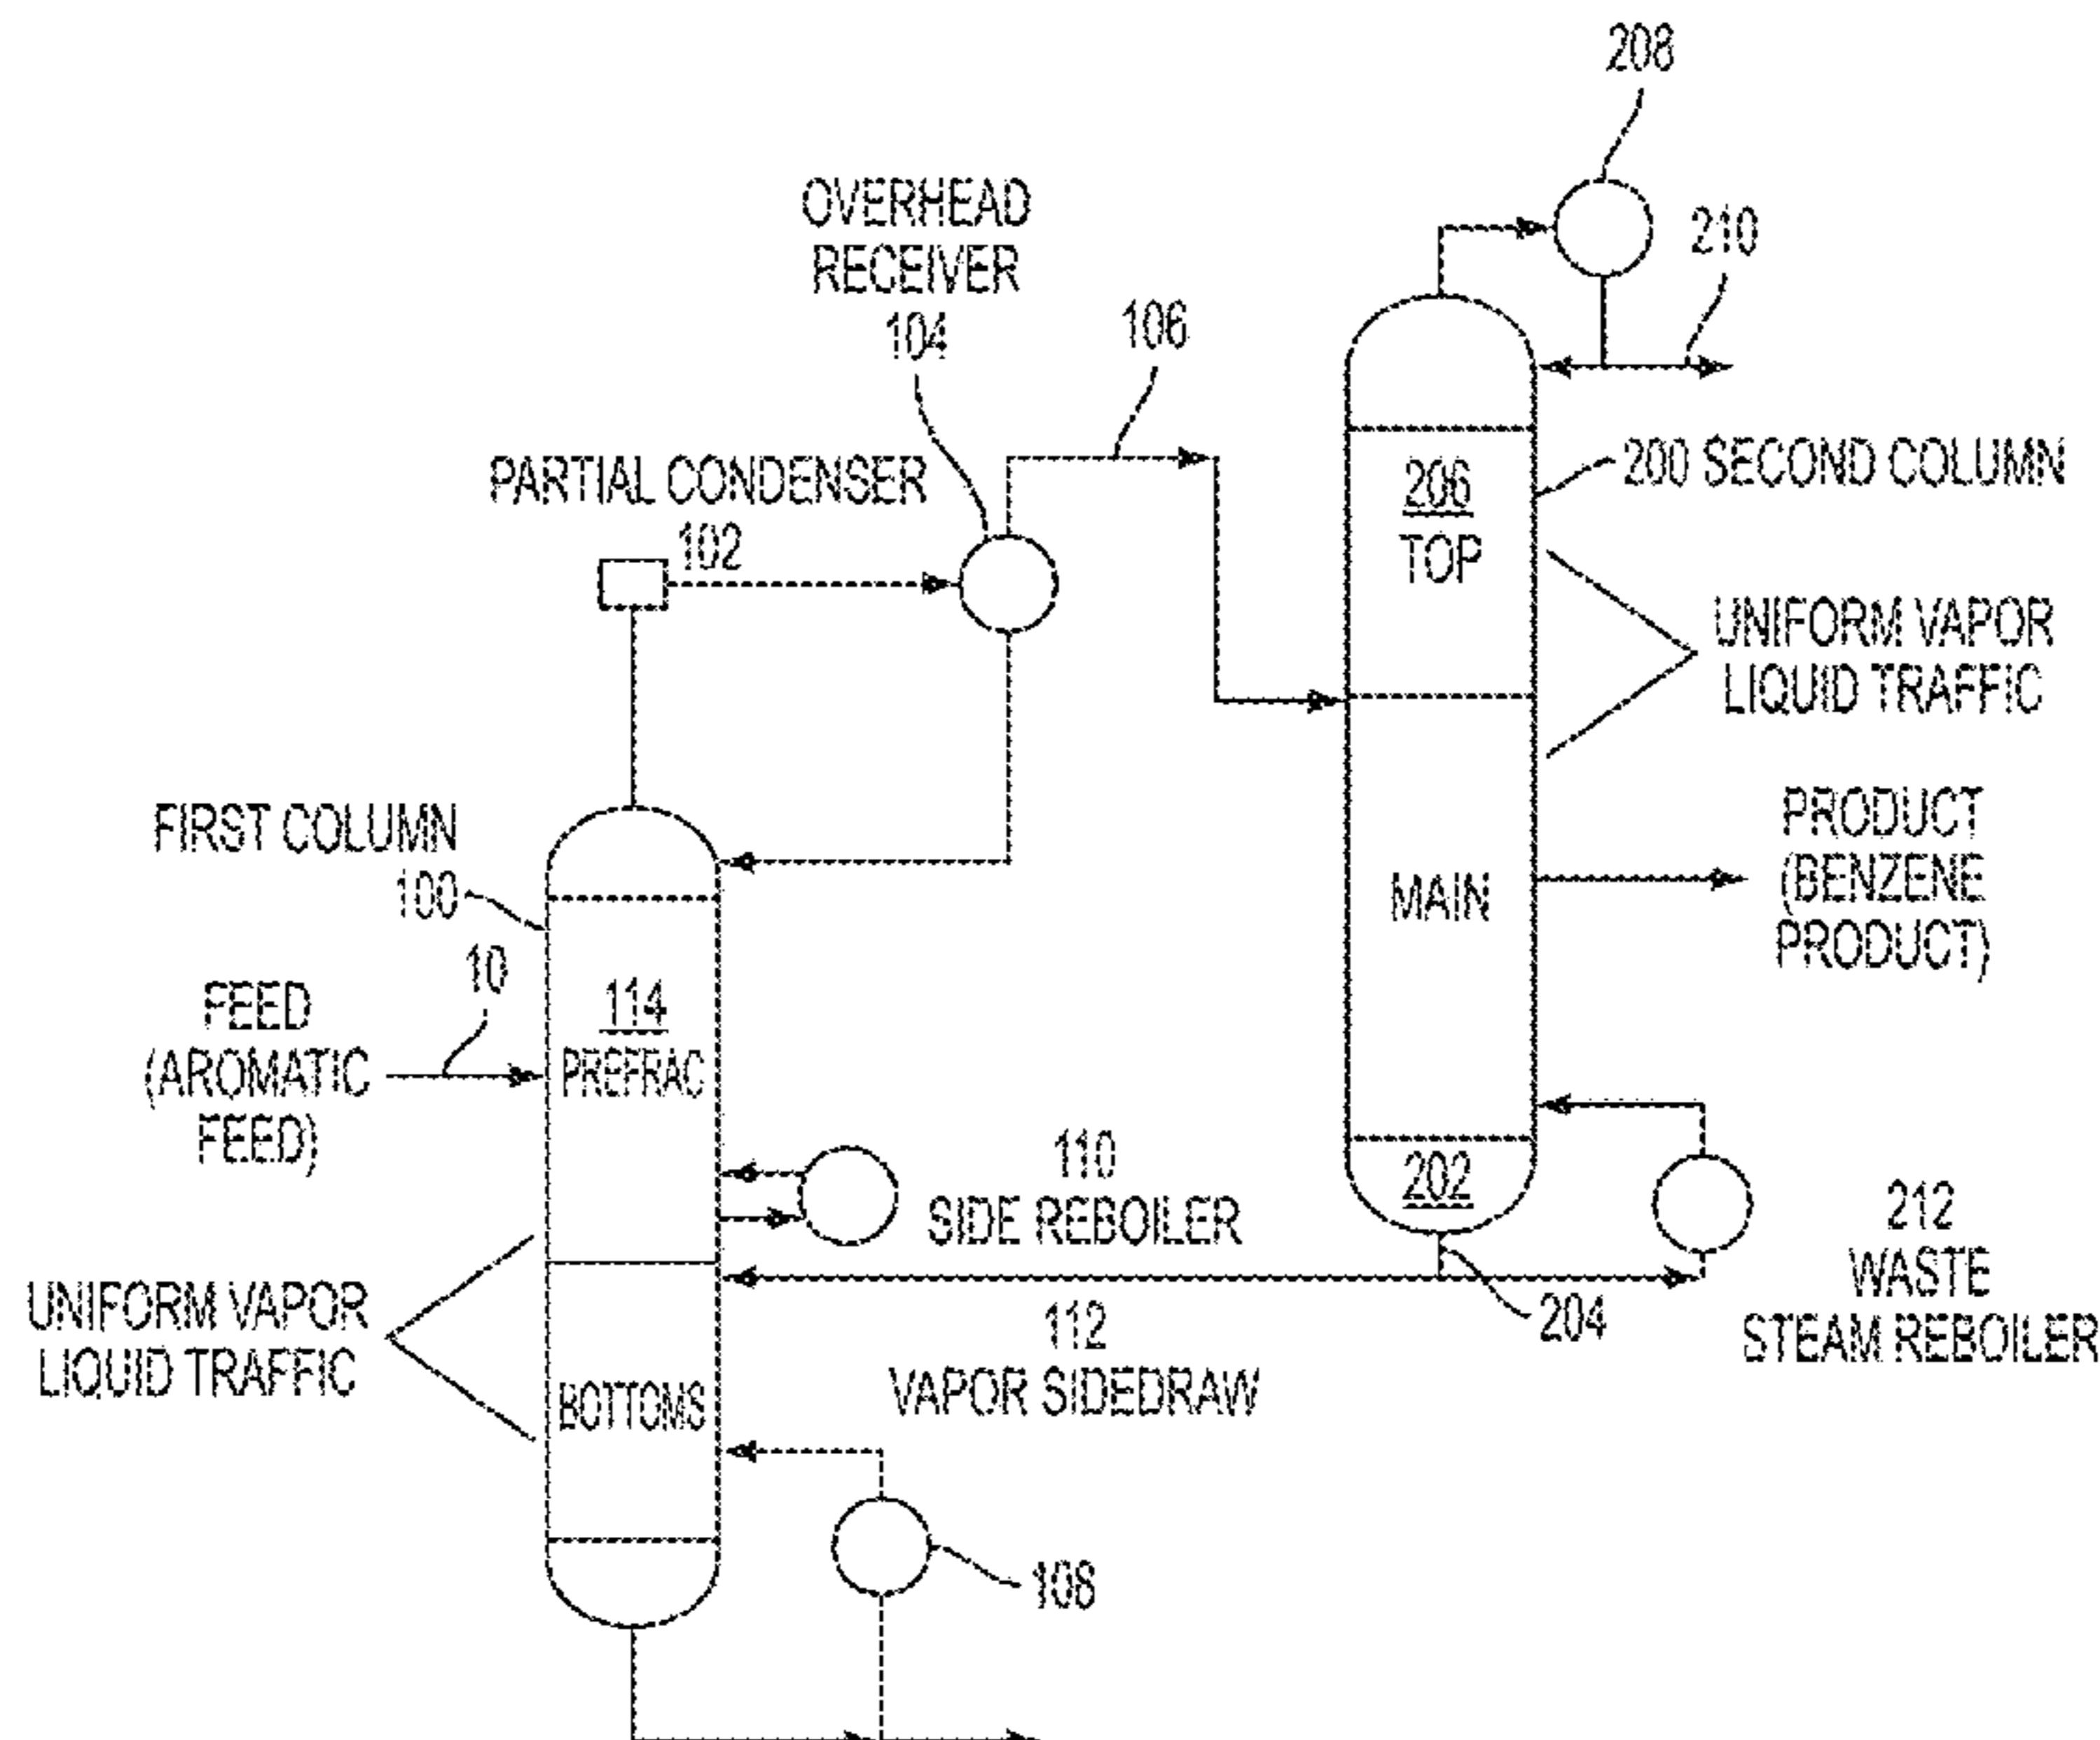 208
OVERHEAD
RECEIVER
104
210
106
PARTIAL CONDENSER
102
206
TOP
200 SECOND COLUMN
UNIFORM VAPOR
LIQUID TRAFFIC
FIRST COLUMN
100
MAIN
PRODUCT
(BENZENE
PRODUCT)
10
FEED
(AROMATIC
FEED)
114
PREFRAC
110
SIDE REBOILER
202
212
WASTE
STEAM REBOILER
204
112
VAPOR SIDEDRAW
UNIFORM VAPOR
LIQUID TRAFFIC
BOTTOMS
108